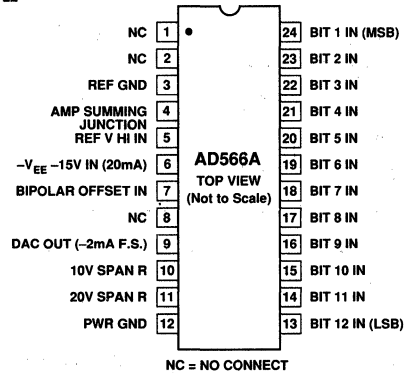 NC 1 24 BIT 1 IN (MSB)
NC 2 23 BIT 2 IN
REF GND 3 22 BIT 3 IN
AMP SUMMING
JUNCTION 4 21 BIT 4 IN
REF V HI IN 5 20 BIT 5 IN
–VEE –15V IN (20mA) 6 19 BIT 6 IN
BIPOLAR OFFSET IN 7 18 BIT 7 IN
NC 8 17 BIT 8 IN
DAC OUT (–2mA F.S.) 9 16 BIT 9 IN
10V SPAN R 10 15 BIT 10 IN
20V SPAN R 11 14 BIT 11 IN
PWR GND 12 13 BIT 12 IN (LSB)
AD566A
TOP VIEW
(Not to Scale)
NC = NO CONNECT